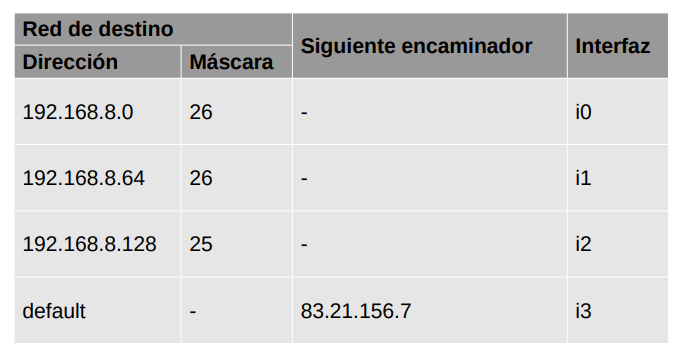 Red de destino
Siguiente encaminador
Interfaz
Dirección
Máscara
192.168.8.0 26 - i0
192.168.8.64 26 - i1
192.168.8.128 25 - i2
default - 83.21.156.7 i3